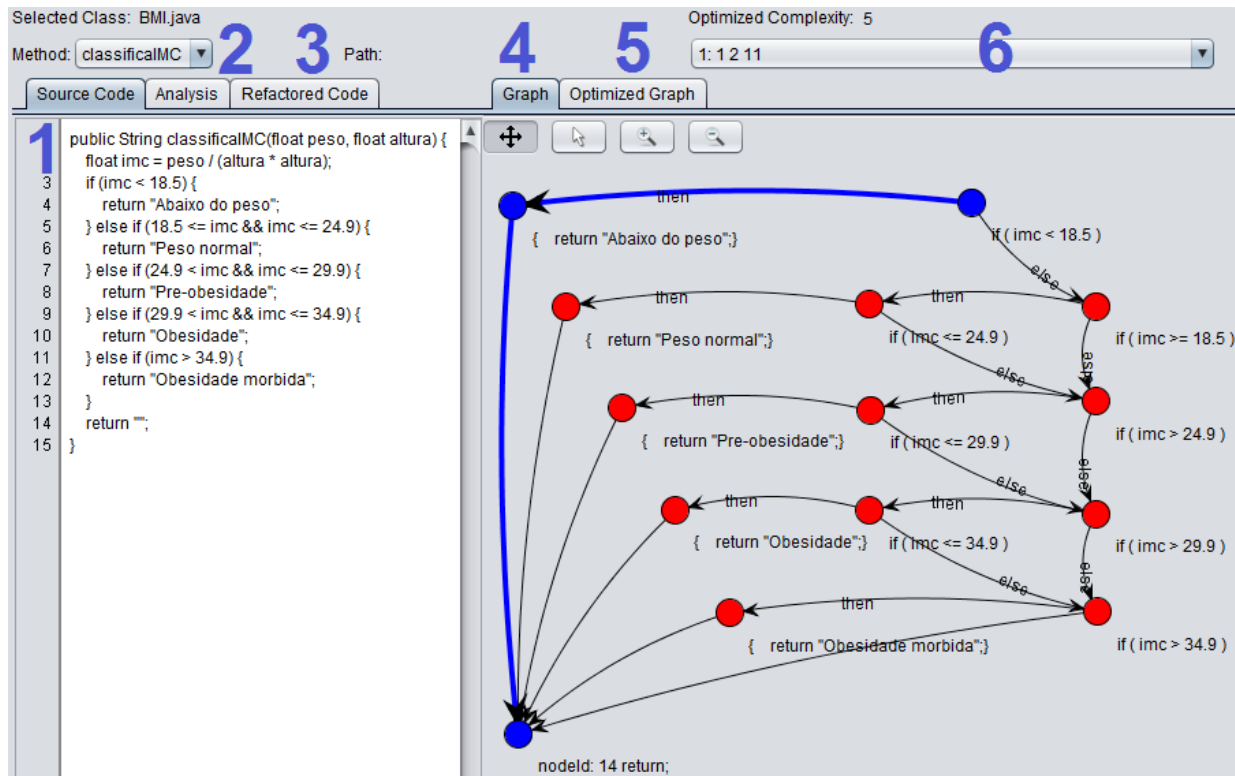 Selected Class: BMI.java
Optimized Complexity: 5
Method: classificaIMC
2
3
Path:
4
5
1: 1 2 11
6
Source Code
Analysis
Refactored Code
Graph
Optimized Graph
1
public String classificaIMC(float peso, float altura) {
float imc = peso / (altura * altura);
3 if (imc < 18.5) {
4 return "Abaixo do peso";
5 } else if (18.5 <= imc && imc <= 24.9) {
6 return "Peso normal";
7 } else if (24.9 < imc && imc <= 29.9) {
8 return "Pre-obesidade";
9 } else if (29.9 < imc && imc <= 34.9) {
10 return "Obesidade";
11 } else if (imc > 34.9) {
12 return "Obesidade morbida";
13 }
14 return "";
15 }
then
{ return "Abaixo do peso";}
if ( imc < 18.5 )
else
then
then
{ return "Peso normal";}
if ( imc <= 24.9 )
if ( imc >= 18.5 )
else
else
then
then
{ return "Pre-obesidade";}
if ( imc <= 29.9 )
if ( imc > 24.9 )
else
else
then
then
{ return "Obesidade";}
if ( imc <= 34.9 )
if ( imc > 29.9 )
else
else
then
{ return "Obesidade morbida";}
if ( imc > 34.9 )
nodeId: 14 return;